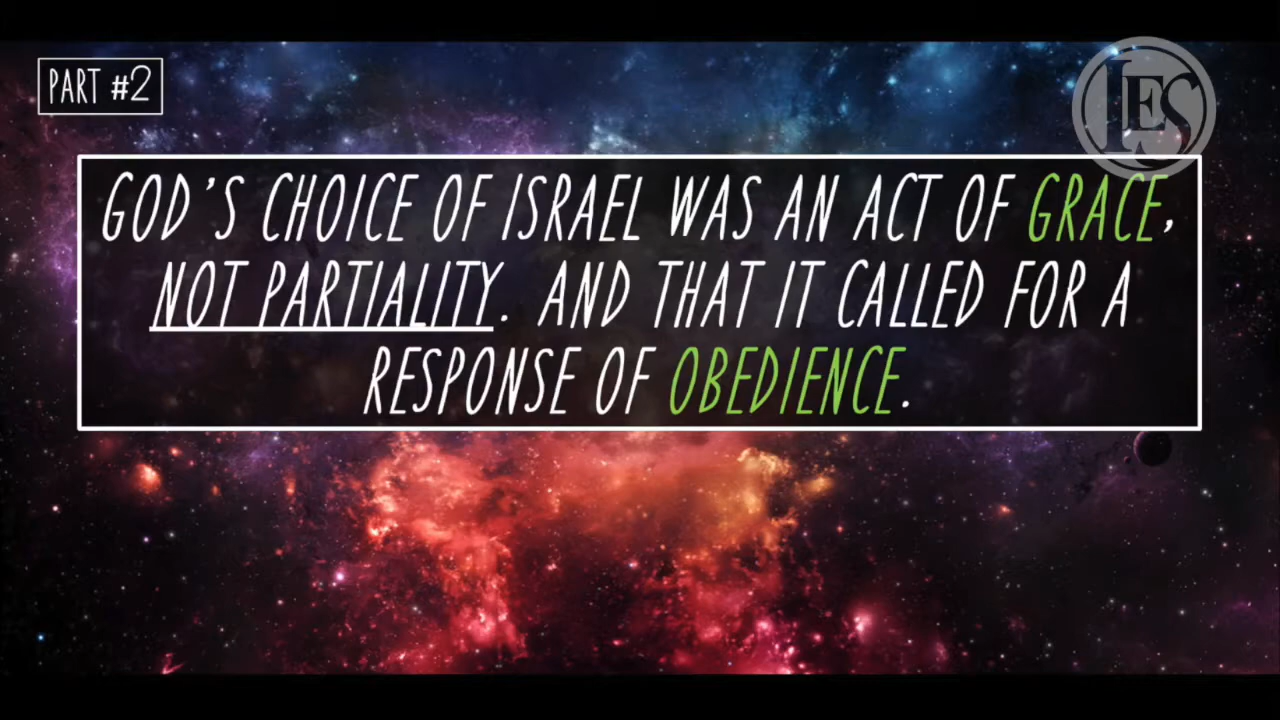 PART #2
IES
GOD'S CHOICE OF ISRAEL WAS AN ACT OF GRACE,
NOT PARTIALITY. AND THAT IT CALLED FOR A
RESPONSE OF OBEDIENCE.